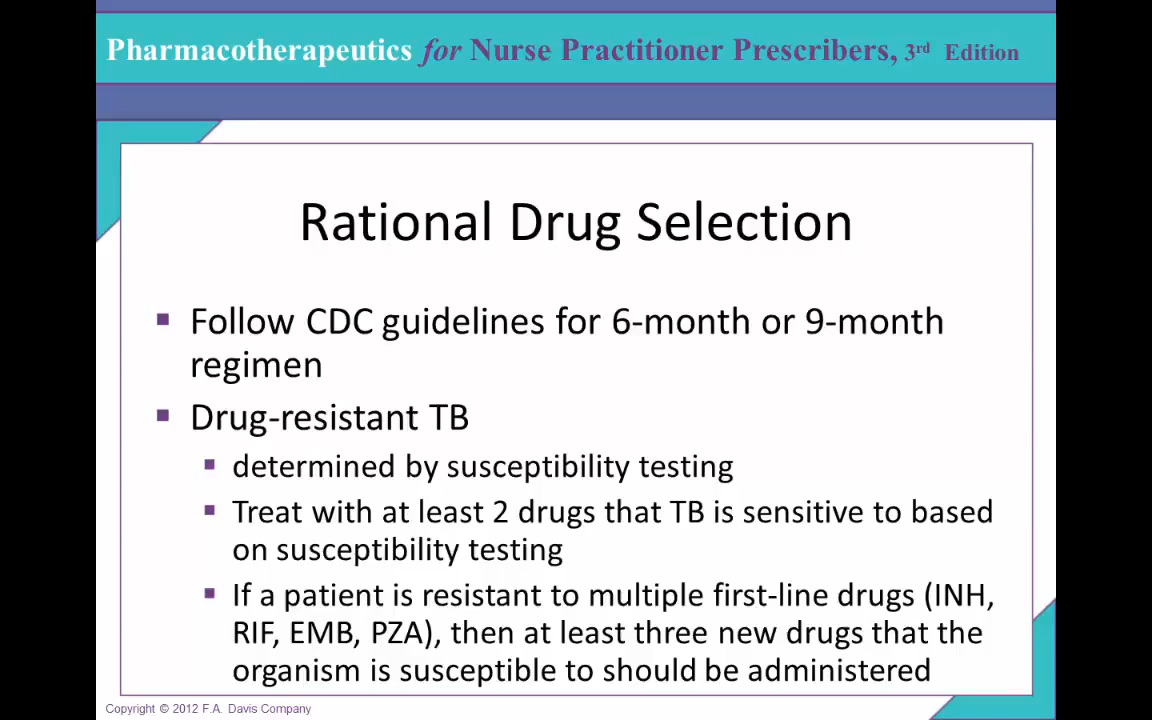 Pharmacotherapeutics for Nurse Practitioner Prescribers, 3rd Edition
Rational Drug Selection
▪ Follow CDC guidelines for 6-month or 9-month
regimen
▪ Drug-resistant TB
▪ determined by susceptibility testing
▪ Treat with at least 2 drugs that TB is sensitive to based
on susceptibility testing
▪ If a patient is resistant to multiple first-line drugs (INH,
RIF, EMB, PZA), then at least three new drugs that the
organism is susceptible to should be administered
Copyright © 2012 F.A. Davis Company